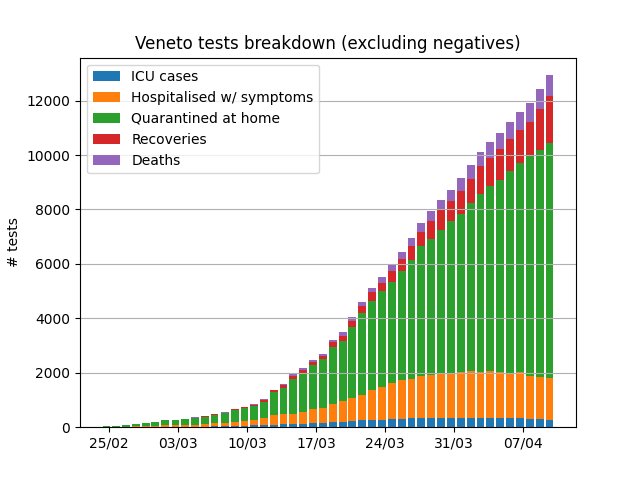 Veneto tests breakdown (excluding negatives)
ICU cases
Hospitalised w/ symptoms
Quarantined at home
Recoveries
Deaths
# tests
12000
10000
8000
6000
4000
2000
0
25/02 03/03 10/03 17/03 24/03 31/03 07/04